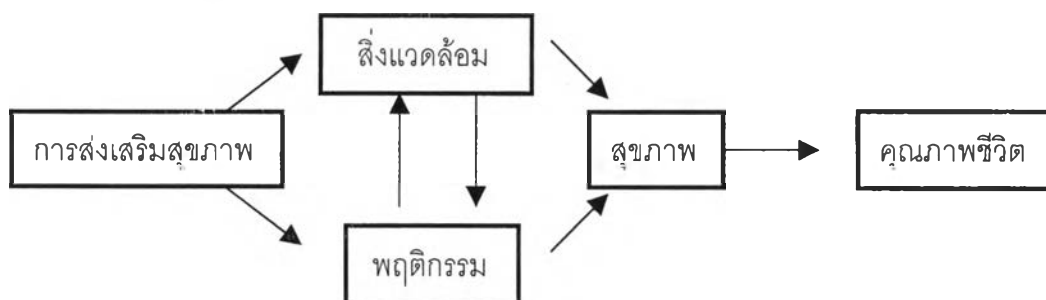 สิ่งแวดล้อม
การส่งเสริมสุขภาพ
สุขภาพ
คุณภาพชีวิต
พฤติกรรม